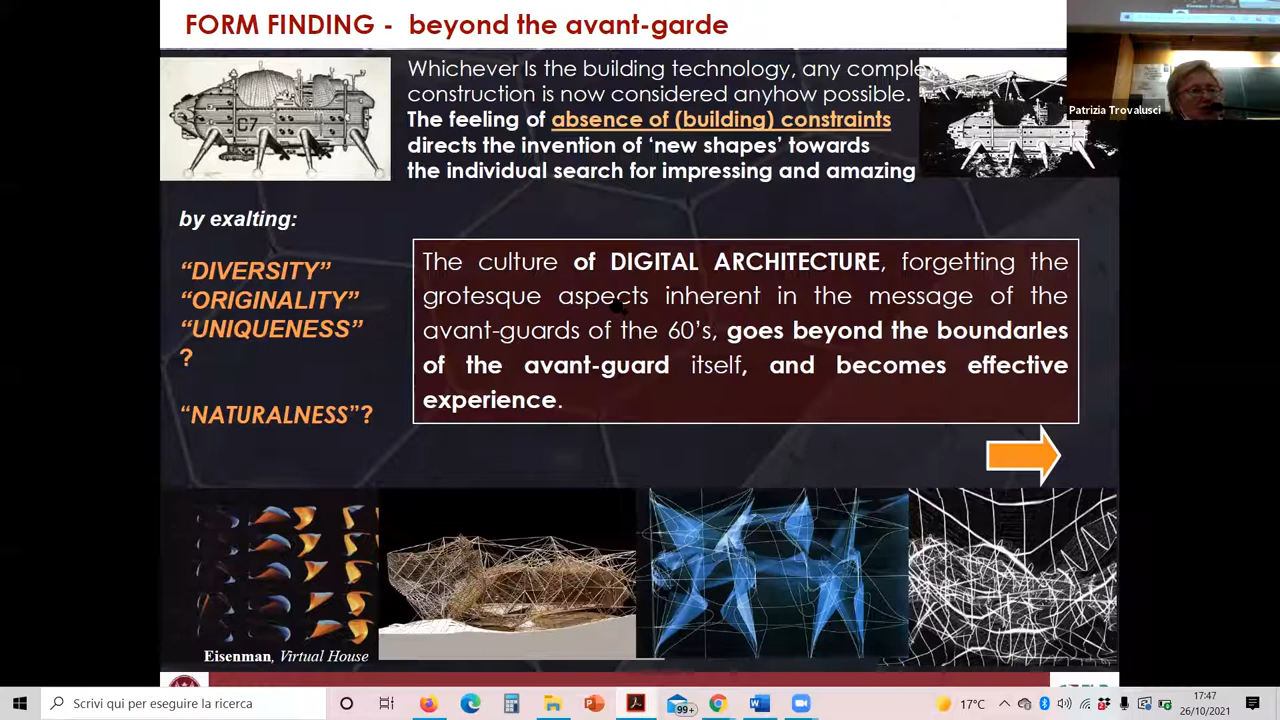 FORM FINDING - beyond the avant-garde
Whichever Is the building technology, any comple
construction is now considered anyhow possible.
The feeling of absence of (building) constraints
directs the invention of ‘new shapes’ towards
the individual search for impressing and amazing
Patrizia Trovalusci
C7
by exalting:
“DIVERSITY”
“ORIGINALITY”
“UNIQUENESS”
?
“NATURALNESS”?
The culture of DIGITAL ARCHITECTURE, forgetting the
grotesque aspects inherent in the message of the
avant-guards of the 60’s, goes beyond the boundarles
of the avant-guard itself, and becomes effective
experience.
Eisenman, Virtual House
Scrivi qui per eseguire la ricerca
99+
17°C
17:47
26/10/2021